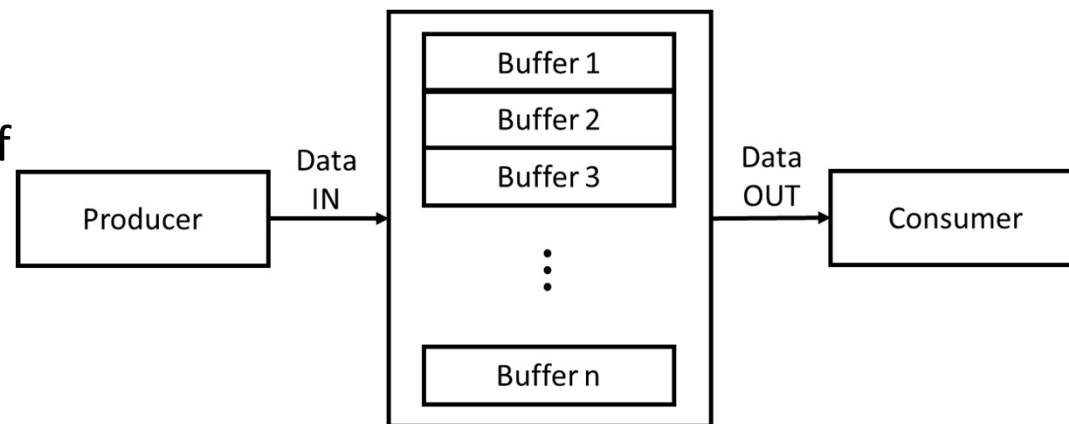 f
Producer
Data
IN
Buffer 1
Buffer 2
Buffer 3
Buffer n
Data
OUT
Consumer